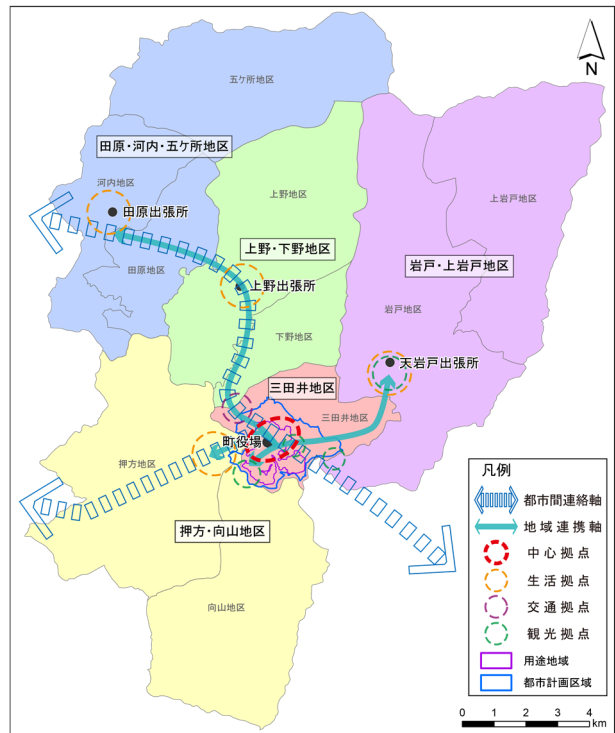 N
五ケ所地区
田原・河内・五ケ所地区
河内地区
田原出張所
上野地区
上岩戸地区
上野・下野地区
岩戸・上岩戸地区
田原地区
上野出張所
岩戸地区
下野地区
天岩戸出張所
三田井地区
三田井地区
町役場
押方地区
押方・向山地区
向山地区
凡例
都市間連絡軸
地域連携軸
中心拠点
生活拠点
交通拠点
観光拠点
用途地域
都市計画区域
0 1 2 3 4
km